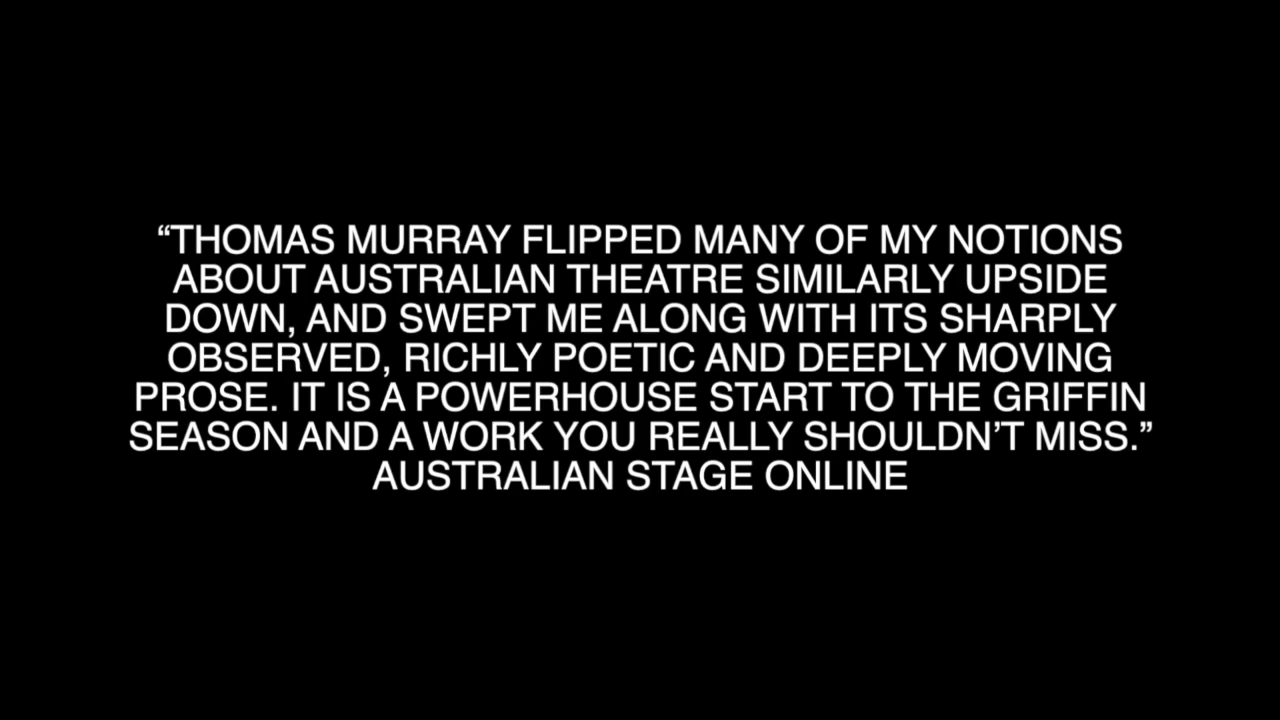 “THOMAS MURRAY FLIPPED MANY OF MY NOTIONS
ABOUT AUSTRALIAN THEATRE SIMILARLY UPSIDE
DOWN, AND SWEPT ME ALONG WITH ITS SHARPLY
OBSERVED, RICHLY POETIC AND DEEPLY MOVING
PROSE. IT IS A POWERHOUSE START TO THE GRIFFIN
SEASON AND A WORK YOU REALLY SHOULDN’T MISS.”
AUSTRALIAN STAGE ONLINE